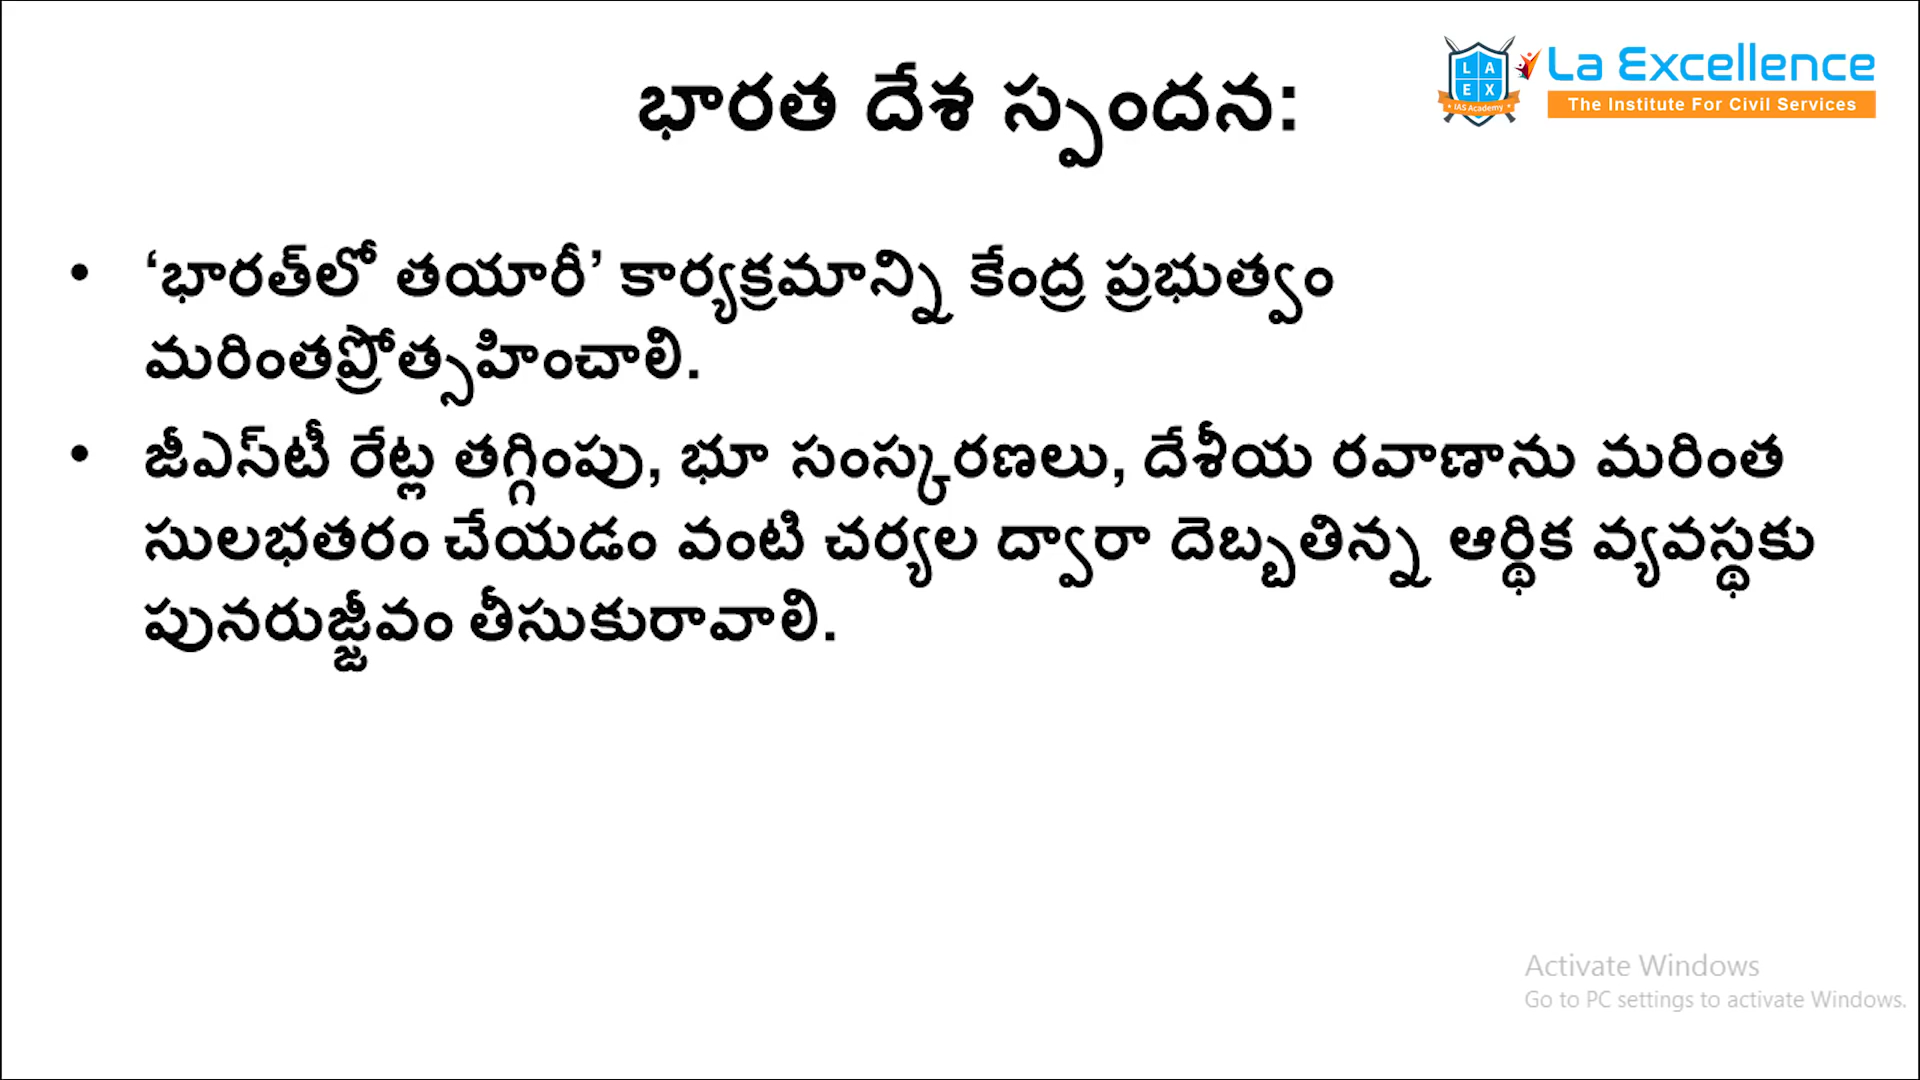 భారత దేశ స్పందన:
L A
E X
IAS Academy
La Excellence
The Institute For Civil Services
• ‘భారత్‌లో తయారీ’ కార్యక్రమాన్ని కేంద్ర ప్రభుత్వం
మరింతప్రోత్సహించాలి.
• జీఎస్‌టీ రేట్ల తగ్గింపు, భూ సంస్కరణలు, దేశీయ రవాణాను మరింత
సులభతరం చేయడం వంటి చర్యల ద్వారా దెబ్బతిన్న ఆర్థిక వ్యవస్థకు
పునరుజ్జీవం తీసుకురావాలి.
Activate Windows
Go to PC settings to activate Windows.